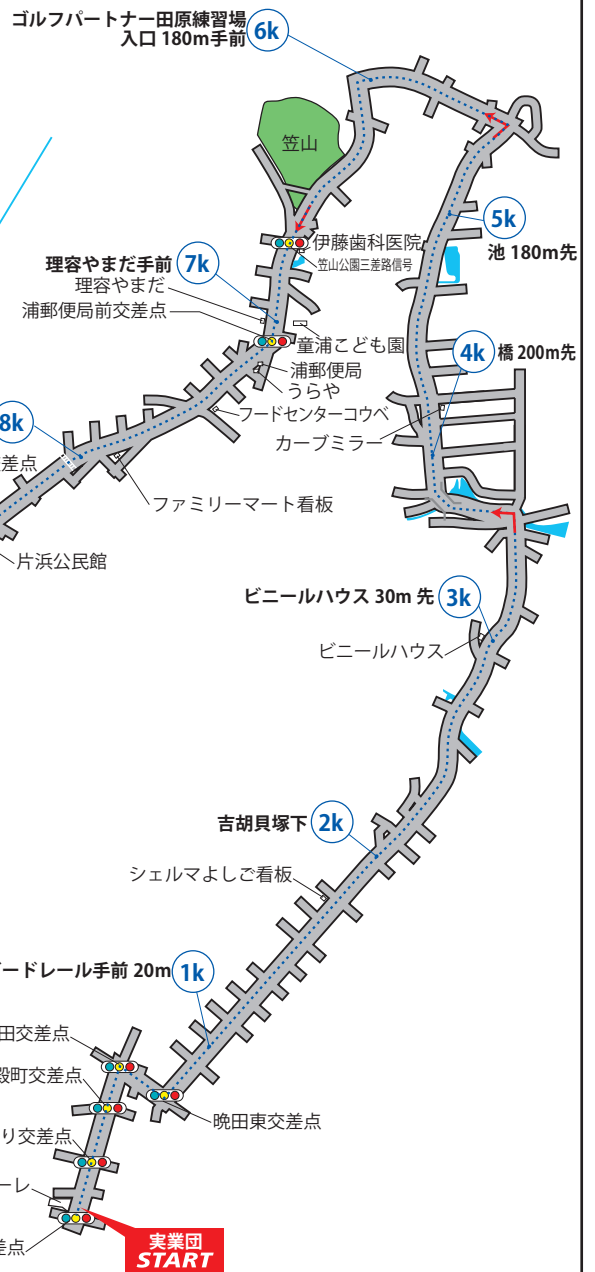 ゴルフパートナー田原練習場
入口 180m手前
6k
笠山
5k
池 180m先
伊藤歯科医院
笠山公園三差路信号
理容やまだ手前 7k
理容やまだ
浦郵便局前交差点
童浦こども園
4k 橋 200m先
浦郵便局
うらや
フードセンターコウベ
カーブミラー
8k
差点
ファミリーマート看板
片浜公民館
ビニールハウス 30m 先 3k
ビニールハウス
吉胡貝塚下 2k
シェルマよしご看板
ードレール手前 20m 1k
田交差点
殿町交差点
晩田東交差点
り交差点
ーレ
差点
実業団
START